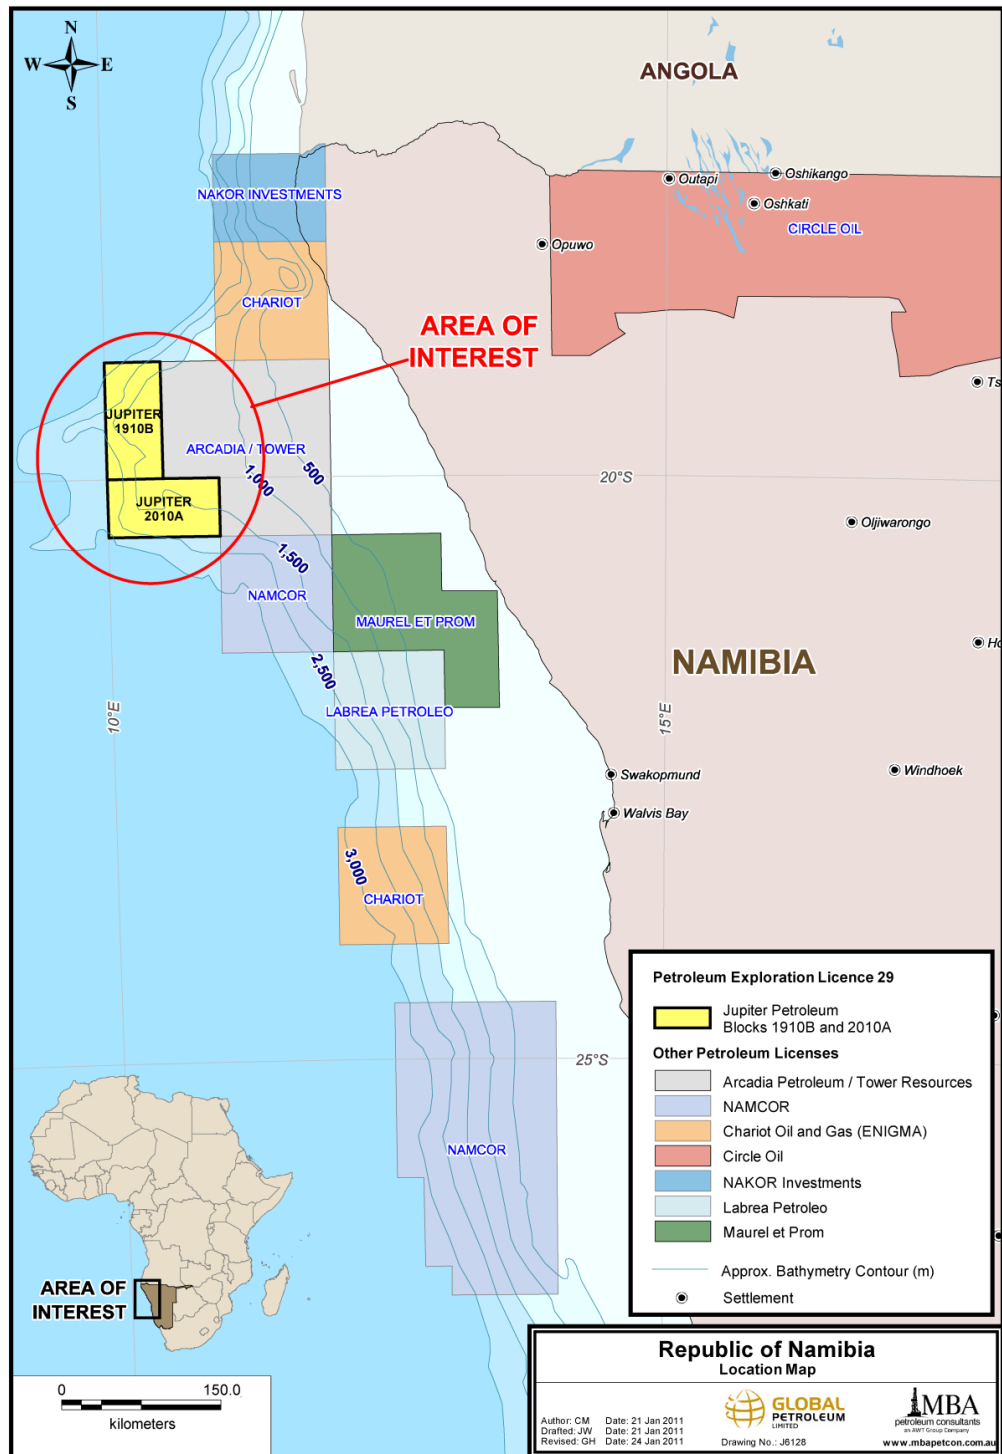 N
W E
S
ANGOLA
NAKOR INVESTMENTS
Outapi
Oshikango
Oshkati
CIRCLE OIL
Opuwo
CHARIOT
AREA OF
INTEREST
JUPITER
1910B
ARCADIA / TOWER
500
1,000
20°S
JUPITER
2010A
Oljiwarongo
1,500
NAMCOR
MAUREL ET PROM
NAMIBIA
2,500
LABREA PETROLEO
10°E
15°E
Swakopmund
Windhoek
Walvis Bay
3,000
CHARIOT
25°S
NAMCOR
Petroleum Exploration Licence 29
Jupiter Petroleum
Blocks 1910B and 2010A
Other Petroleum Licenses
Arcadia Petroleum / Tower Resources
NAMCOR
Chariot Oil and Gas (ENIGMA)
Circle Oil
NAKOR Investments
Labrea Petroleo
Maurel et Prom
Approx. Bathymetry Contour (m)
Settlement
AREA OF
INTEREST
0 150.0
kilometers
Republic of Namibia
Location Map
Author: CM Date: 21 Jan 2011
Drafted: JW Date: 21 Jan 2011
Revised: GH Date: 24 Jan 2011
GLOBAL
PETROLEUM
LIMITED
Drawing No.: J6128
MBA
petroleum consultants
an AWT Group Company
www.mbapetcon.com.au